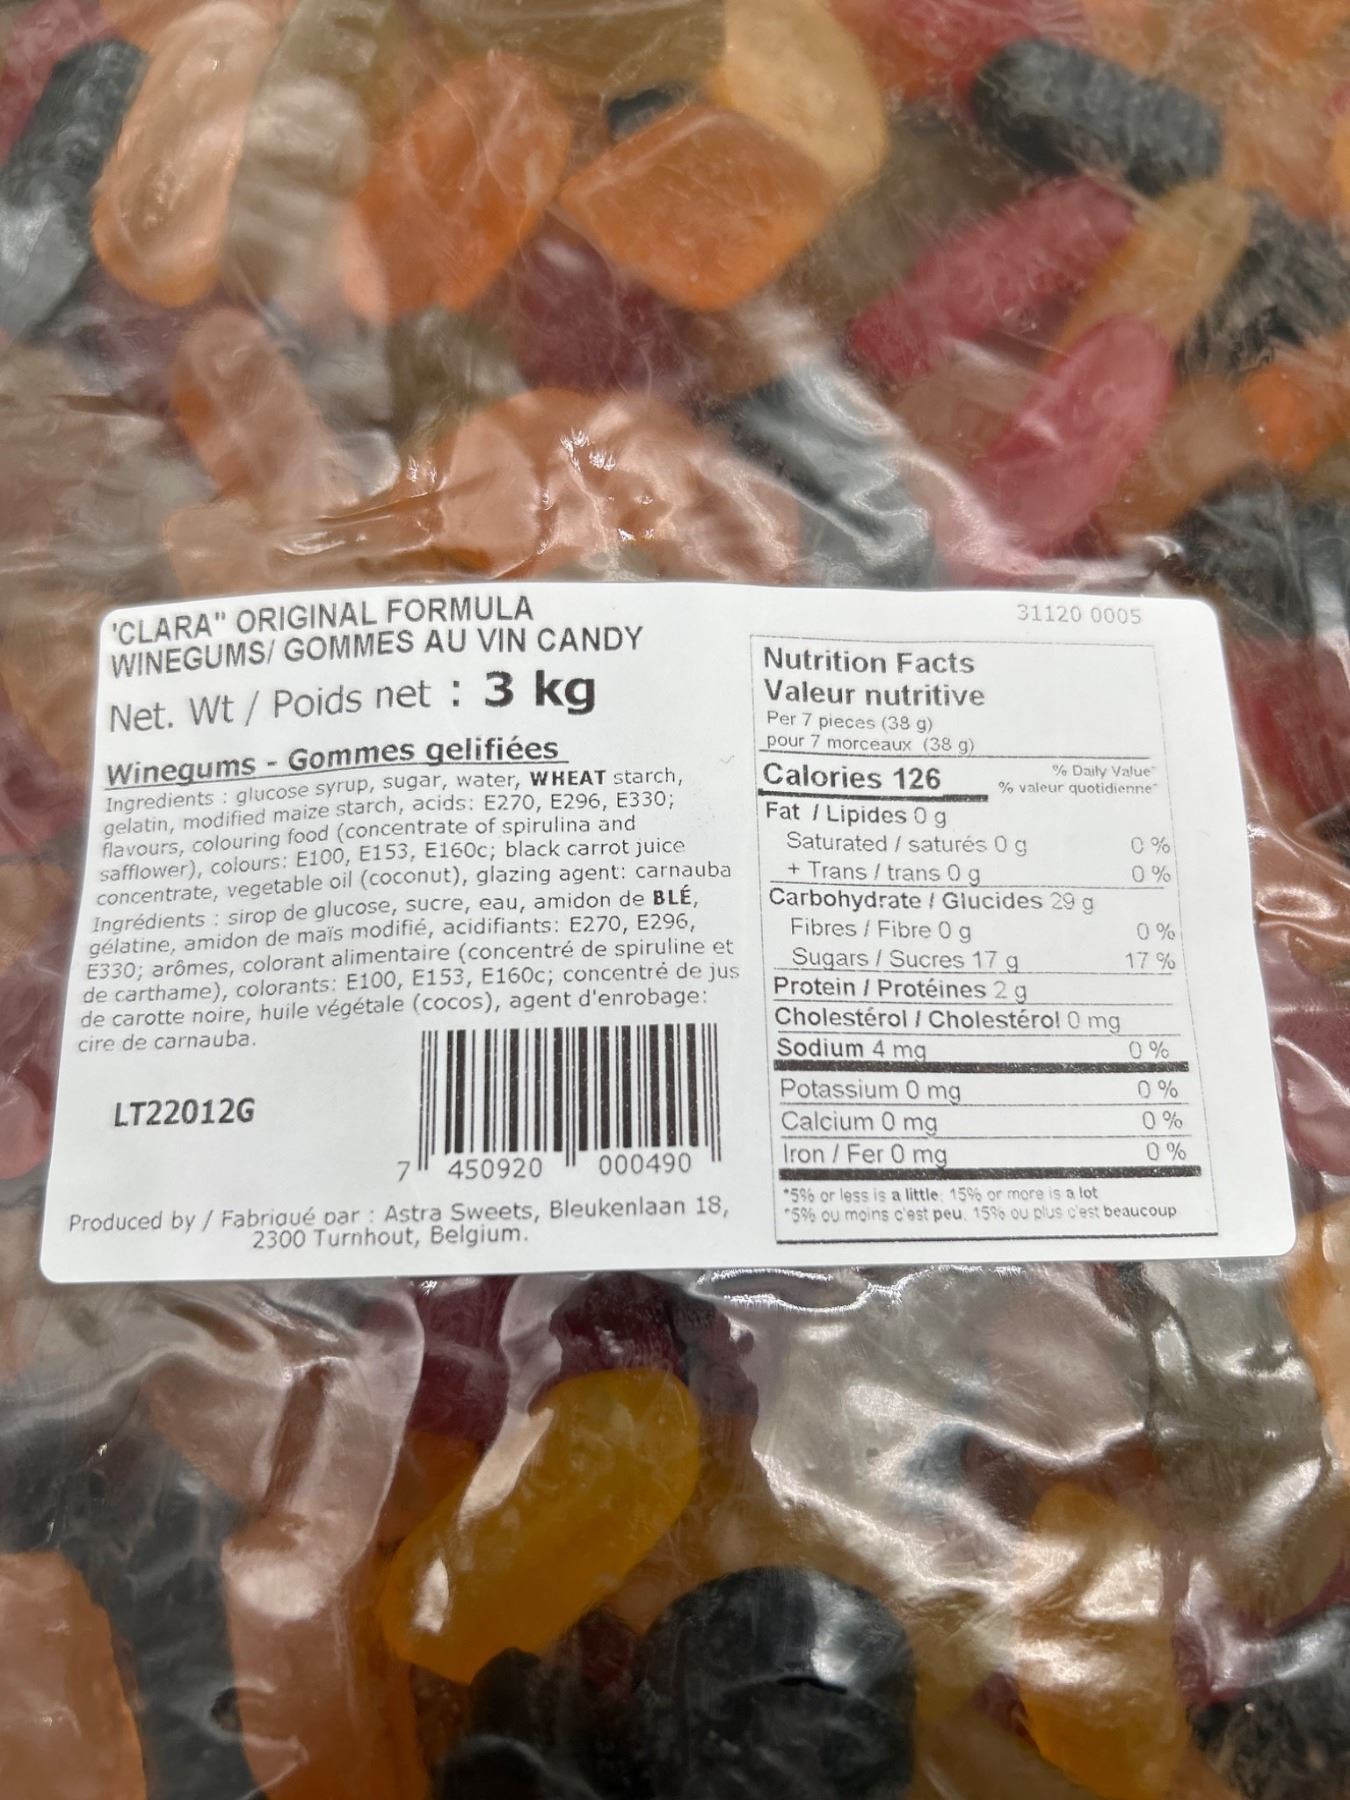 'CLARA" ORIGINAL FORMULA
WINEGUMS/ GOMMES AU VIN CANDY
Net. Wt / Poids net : 3 kg
Winegums - Gommes gelifiées
Ingredients : glucose syrup, sugar, water, WHEAT starch,
gelatin, modified maize starch, acids: E270, E296, E330;
flavours, colouring food (concentrate of spirulina and
safflower), colours: E100, E153, E160c; black carrot juice
concentrate, vegetable oil (coconut), glazing agent: carnauba
Ingrédients : sirop de glucose, sucre, eau, amidon de BLÉ,
gélatine, amidon de maïs modifié, acidifiants: E270, E296,
E330; arômes, colorant alimentaire (concentré de spiruline et
de carthame), colorants: E100, E153, E160c; concentré de jus
de carotte noire, huile végétale (cocos), agent d'enrobage:
cire de carnauba.
LT22012G
7 450920 000490
Produced by / Fabriqué par : Astra Sweets, Bleukenlaan 18,
2300 Turnhout, Belgium.
31120 0005
Nutrition Facts
Valeur nutritive
Per 7 pieces (38 g)
pour 7 morceaux (38 g)
% Daily Value*
Calories 126 % valeur quotidienne*
Fat / Lipides 0 g
Saturated / saturés 0 g 0 %
+ Trans / trans 0 g 0 %
Carbohydrate / Glucides 29 g
Fibres / Fibre 0 g 0 %
Sugars / Sucres 17 g 17 %
Protein / Protéines 2 g
Cholestérol / Cholestérol 0 mg
Sodium 4 mg 0 %
Potassium 0 mg 0 %
Calcium 0 mg 0 %
Iron / Fer 0 mg 0 %
*5% or less is a little, 15% or more is a lot
*5% ou moins c'est peu, 15% ou plus c'est beaucoup